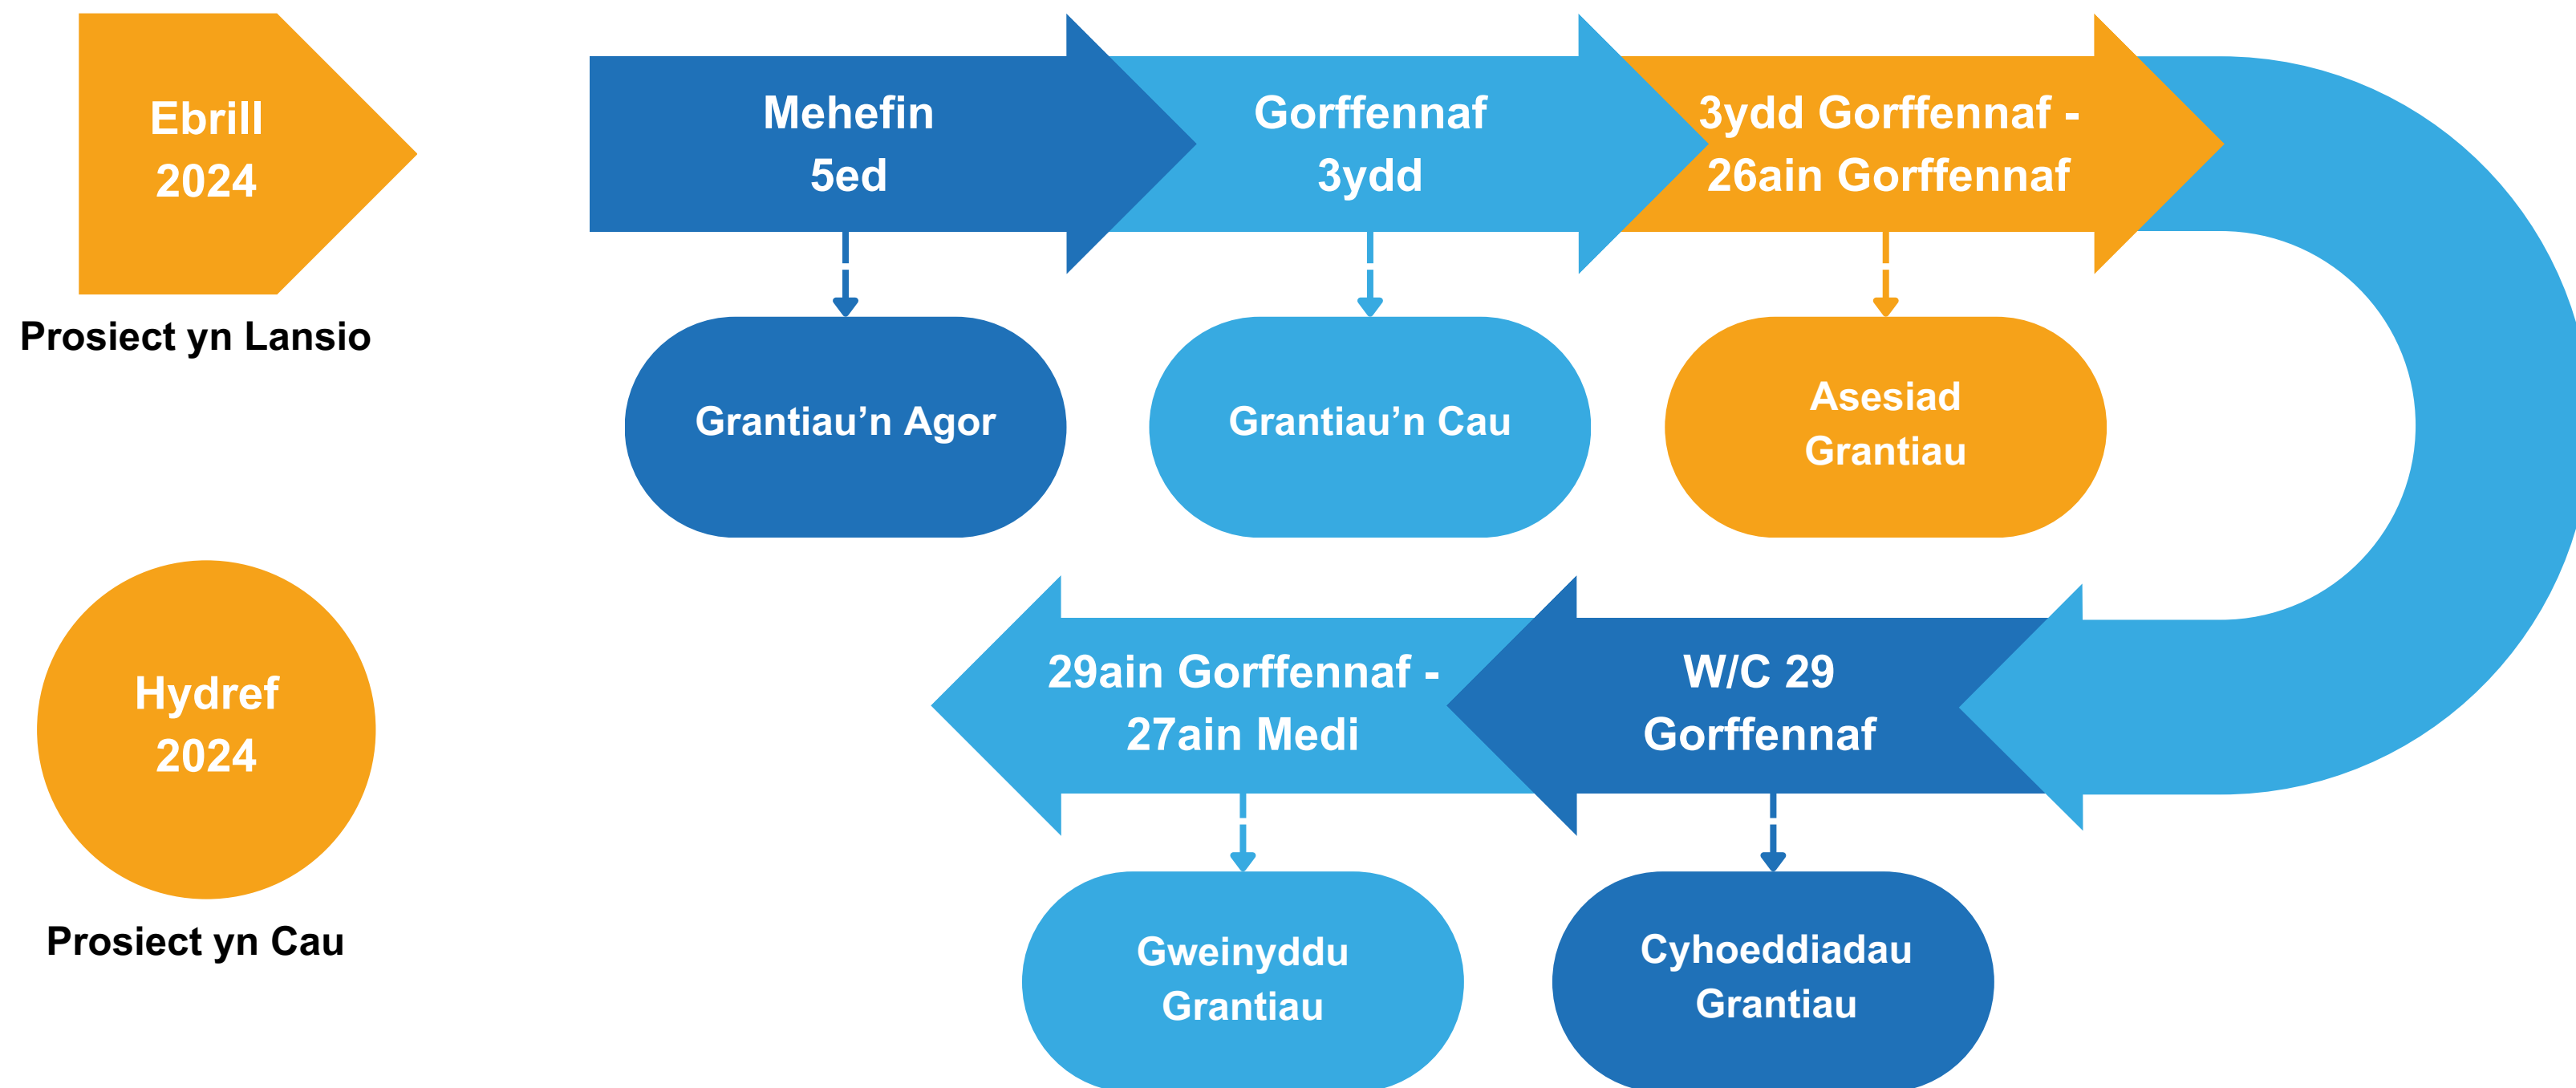 Ebrill
2024
Prosiect yn Lansio
Mehefin
5ed
Grantiau’n Agor
Gorffennaf
3ydd
Grantiau’n Cau
3ydd Gorffennaf -
26ain Gorffennaf
Asesiad
Grantiau
W/C 29
Gorffennaf
Cyhoeddiadau
Grantiau
29ain Gorffennaf -
27ain Medi
Gweinyddu
Grantiau
Hydref
2024
Prosiect yn Cau